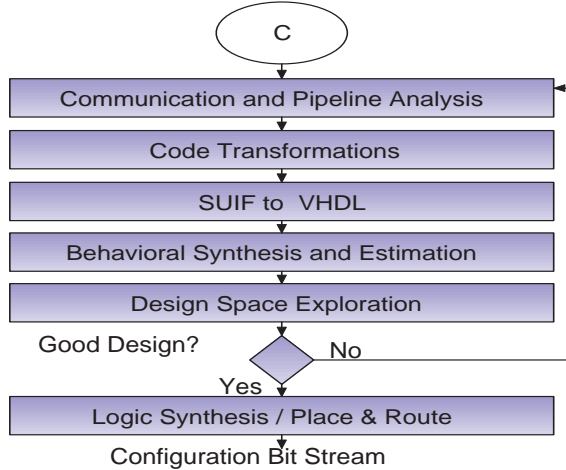 C
Communication and Pipeline Analysis
Code Transformations
SUIF to VHDL
Behavioral Synthesis and Estimation
Design Space Exploration
Good Design?
No
Yes
Logic Synthesis / Place & Route
Configuration Bit Stream